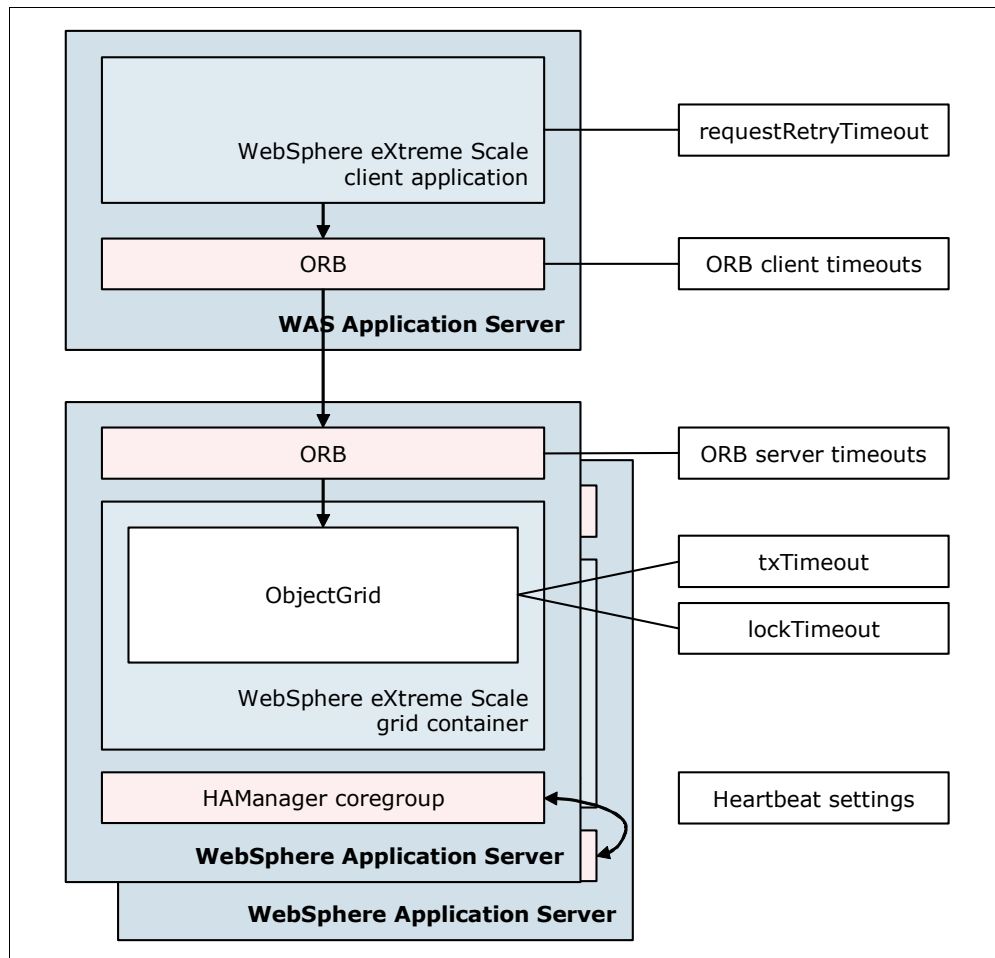 WebSphere eXtreme Scale
client application
requestRetryTimeout
ORB
ORB client timeouts
WAS Application Server
ORB
ORB server timeouts
ObjectGrid
txTimeout
lockTimeout
WebSphere eXtreme Scale
grid container
HAManager coregroup
Heartbeat settings
WebSphere Application Server
WebSphere Application Server